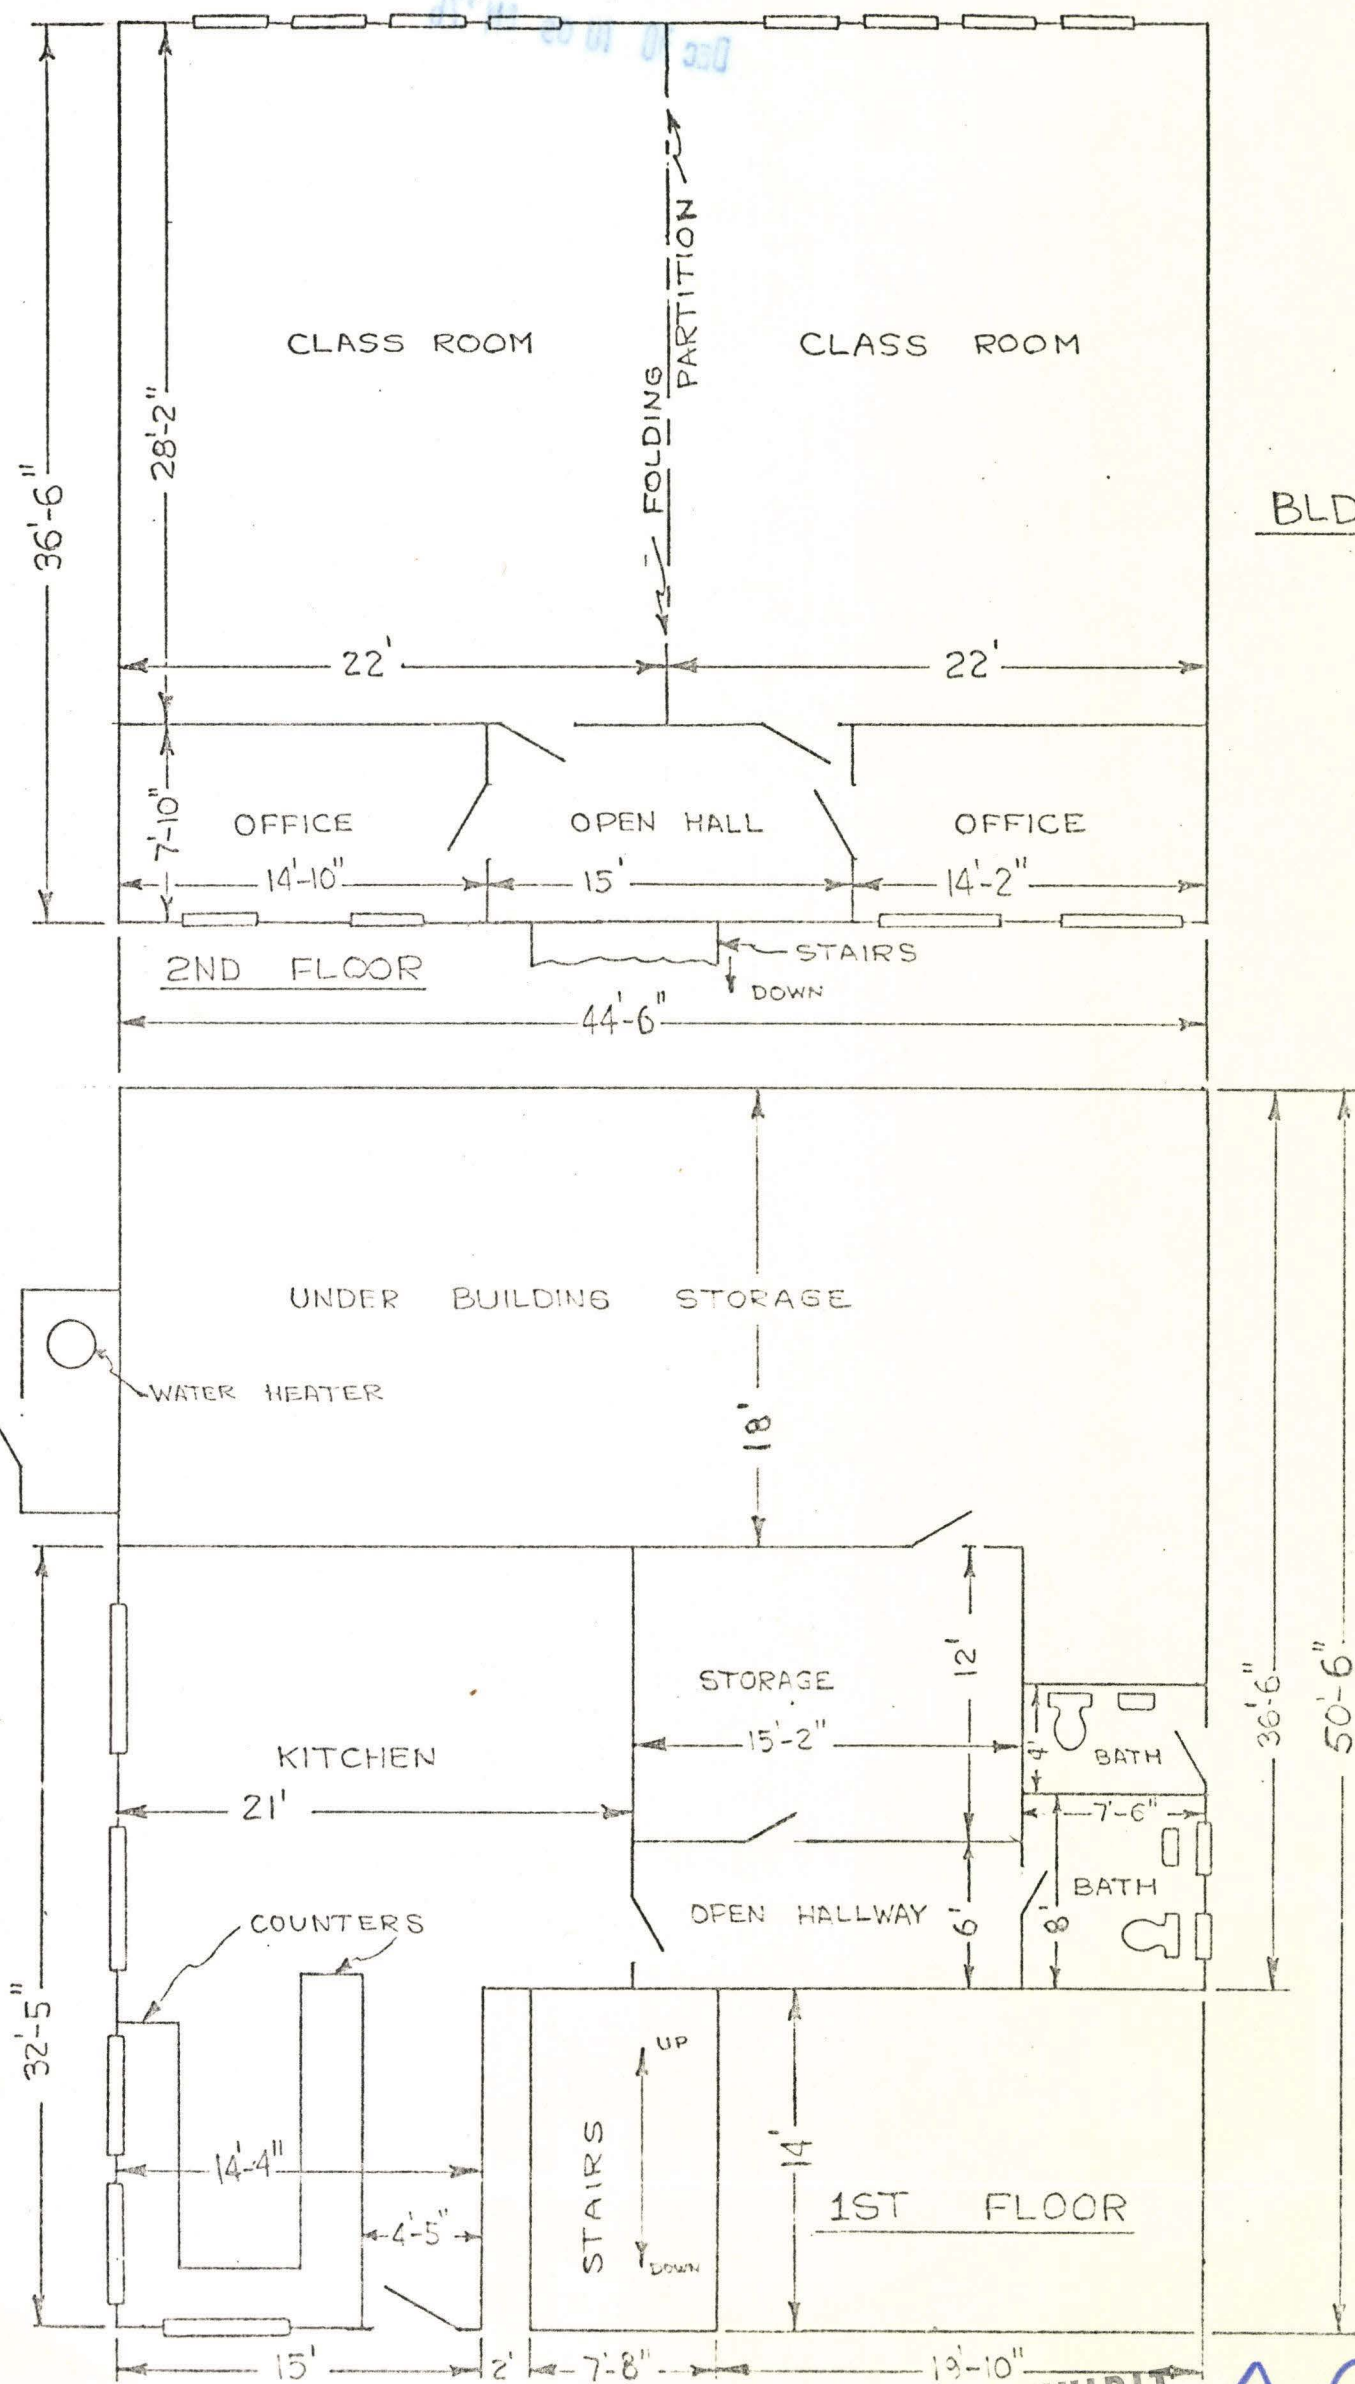 CLASS ROOM
CLASS ROOM
FOLDING
PARTITION
36'-6"
28'-2"
BLD
22'
22'
7'-10"
OFFICE
OPEN HALL
OFFICE
14'-10"
15'
14'-2"
2ND FLOOR
STAIRS
DOWN
44'-6"
UNDER BUILDING STORAGE
WATER HEATER
18'
STORAGE
12'
15'-2"
KITCHEN
21'
4'
BATH
7'-6"
36'-6"
50'-6"
COUNTERS
OPEN HALLWAY
6'
8'
BATH
32'-5"
UP
STAIRS
DOWN
14'
14'-4"
4'-5"
1ST FLOOR
15'
2'
7'-8"
19'-10"